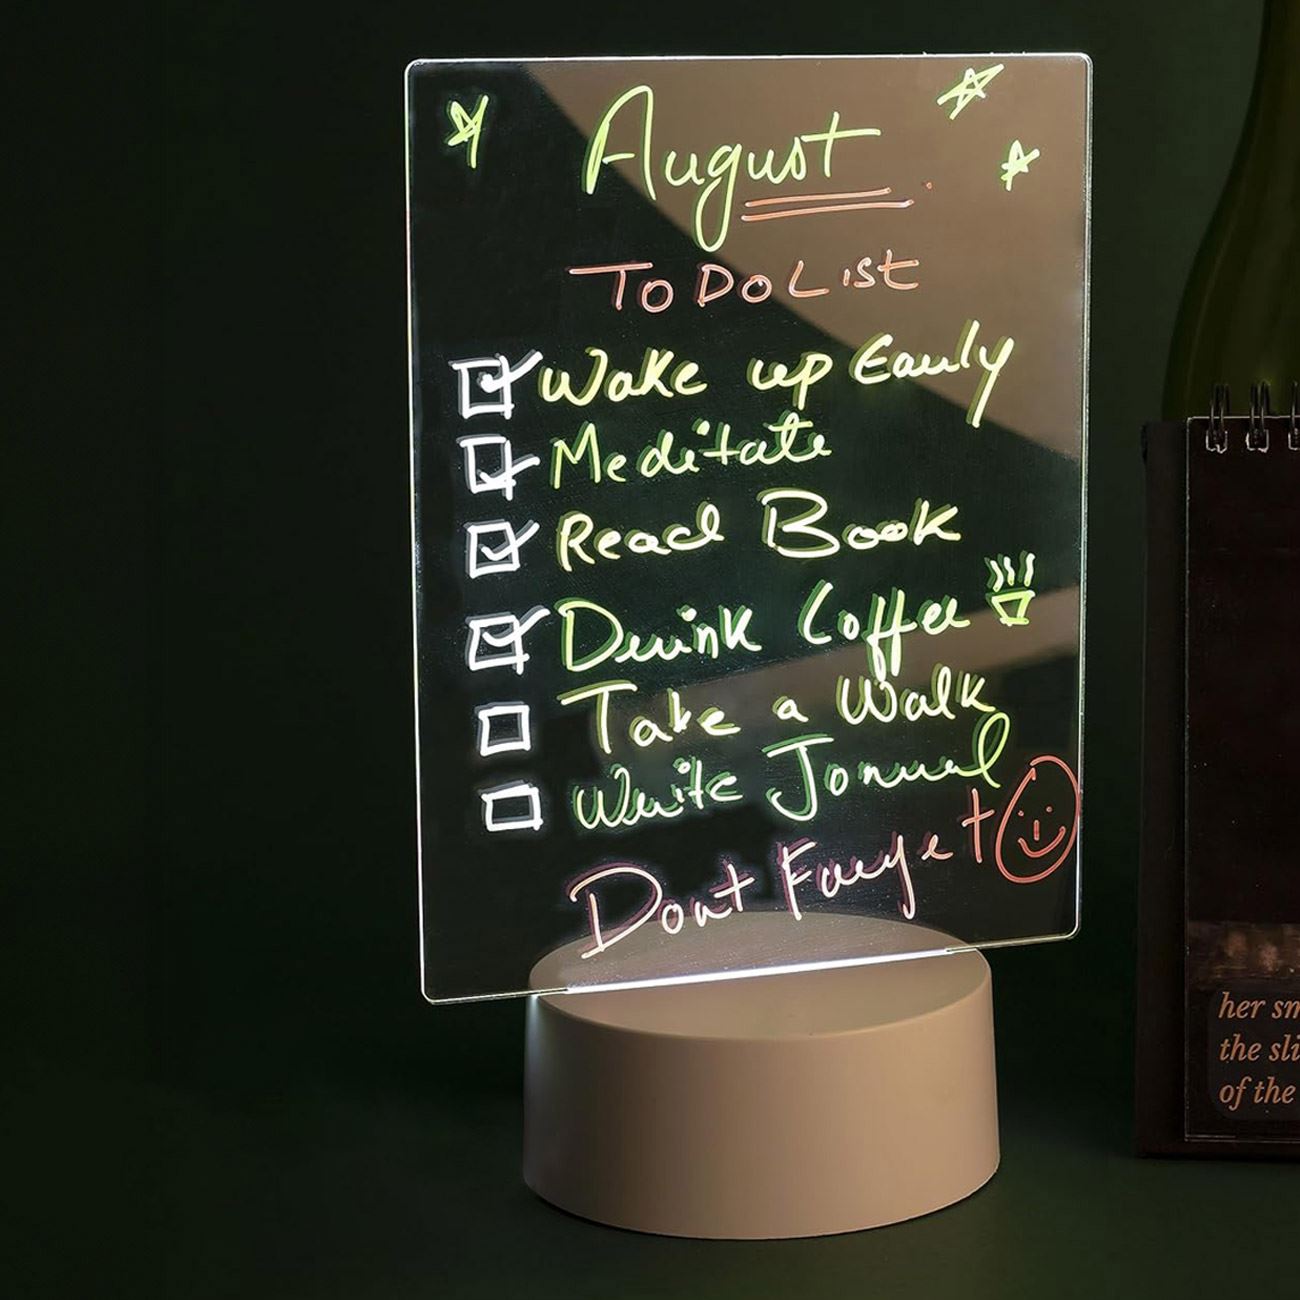 August
To Do List
Wake up Early
Meditate
Read Book
Drink Coffee
Take a Walk
Write Jonual
Dont Forget
her sm
the sli
of the